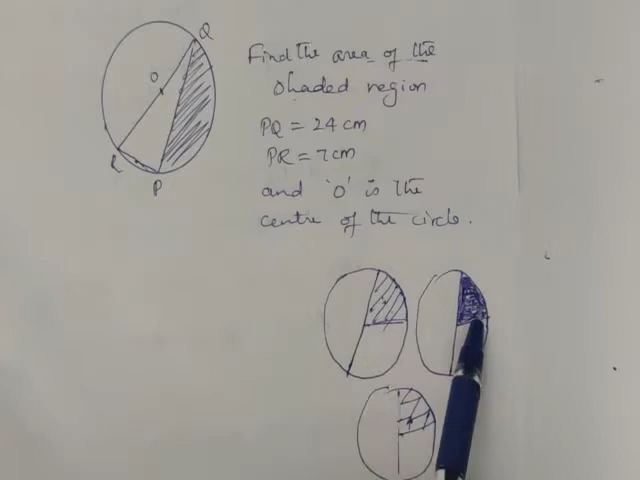 Q
O
R
P
Find the area of the
shaded region
PQ = 24 cm
PR = 7 cm
and 'O' is the
centre of the circle.